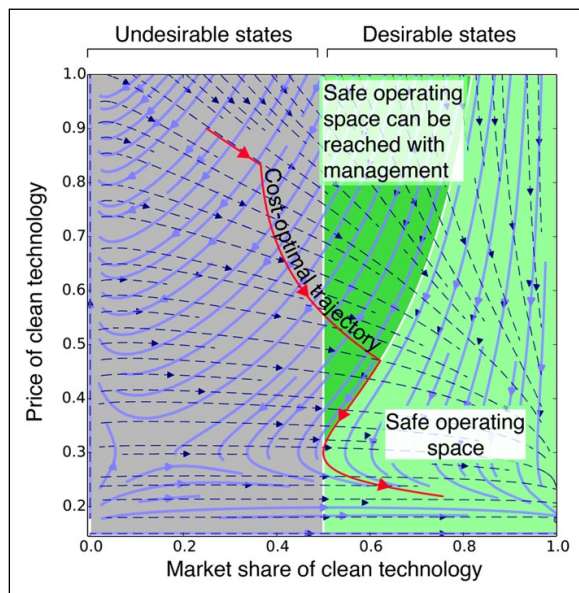 Undesirable states
Desirable states
1.0
0.9
0.8
0.7
0.6
0.5
0.4
0.3
0.2
Price of clean technology
Safe operating
space can be
reached with
management
Cost-optimal trajectory
Safe operating
space
0.0
0.2
0.4
0.6
0.8
1.0
Market share of clean technology